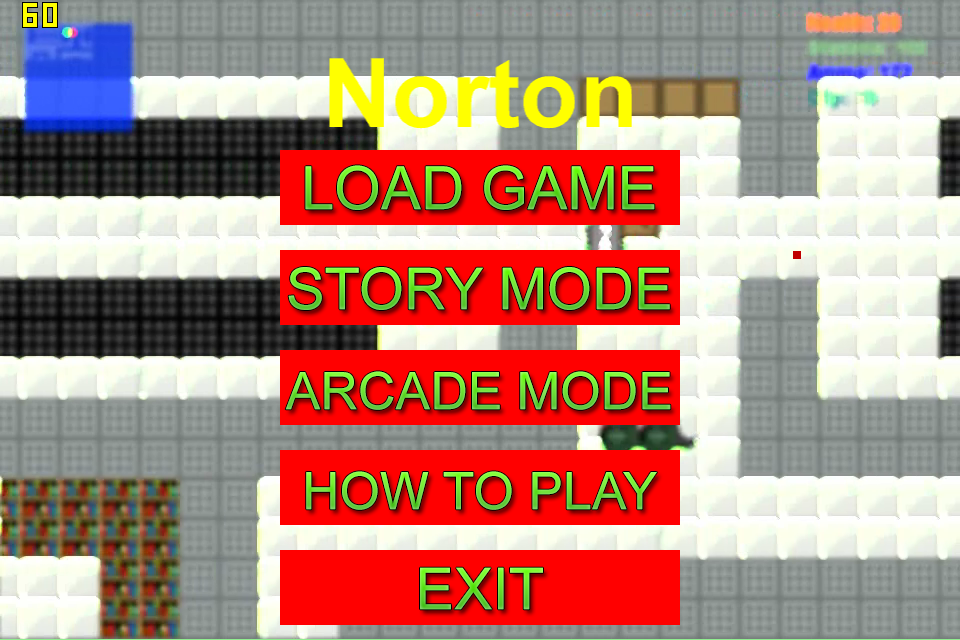 60
Norton
LOAD GAME
STORY MODE
ARCADE MODE
HOW TO PLAY
EXIT